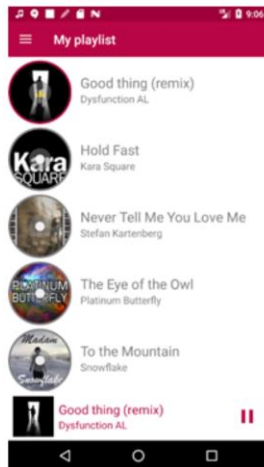 9:06
My playlist
Good thing (remix)
Dysfunction AL
Kara
SQUARE
Hold Fast
Kara Square
Never Tell Me You Love Me
Stefan Kartenberg
PLATINUM
BUTTERFLY
The Eye of the Owl
Platinum Butterfly
Madam
Snowflake
To the Mountain
Snowflake
Good thing (remix)
Dysfunction AL